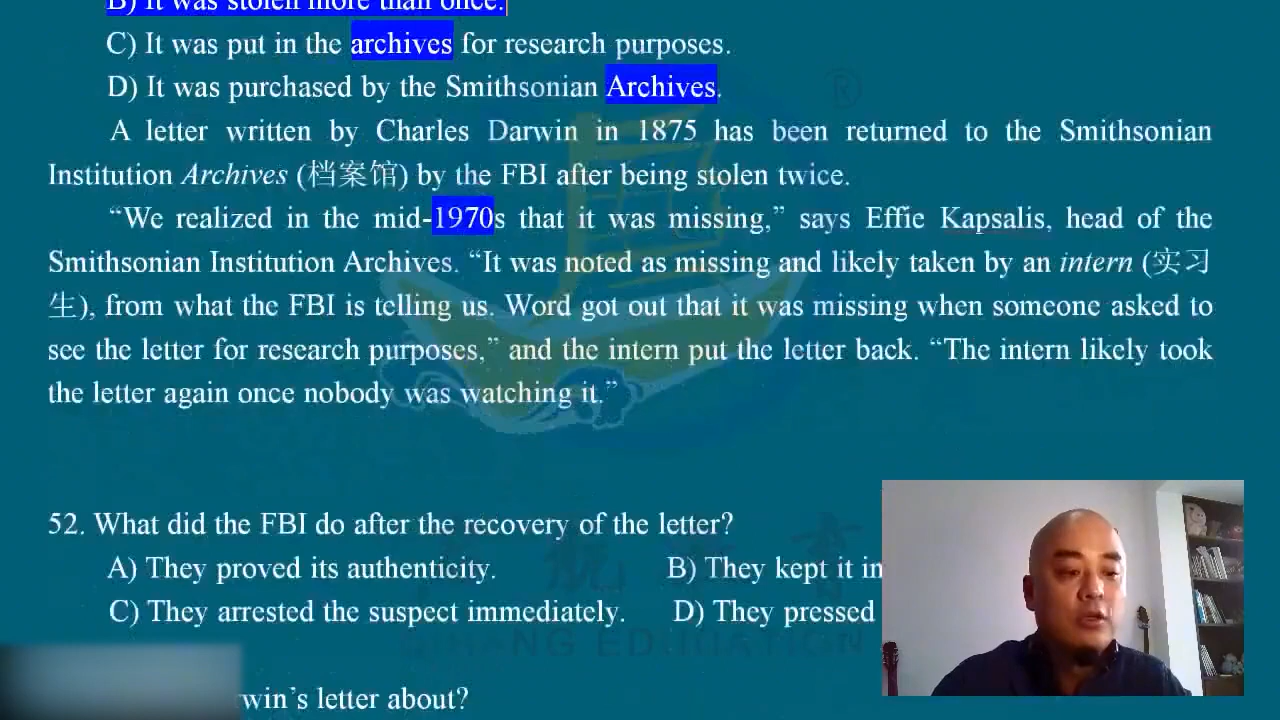 B) It was stolen more than once.
C) It was put in the archives for research purposes.
D) It was purchased by the Smithsonian Archives.
A letter written by Charles Darwin in 1875 has been returned to the Smithsonian
Institution Archives (档案馆) by the FBI after being stolen twice.
“We realized in the mid-1970s that it was missing,” says Effie Kapsalis, head of the
Smithsonian Institution Archives. “It was noted as missing and likely taken by an intern (实习
生), from what the FBI is telling us. Word got out that it was missing when someone asked to
see the letter for research purposes,” and the intern put the letter back. “The intern likely took
the letter again once nobody was watching it.”
52. What did the FBI do after the recovery of the letter?
A) They proved its authenticity. B) They kept it in
C) They arrested the suspect immediately. D) They pressed
win’s letter about?